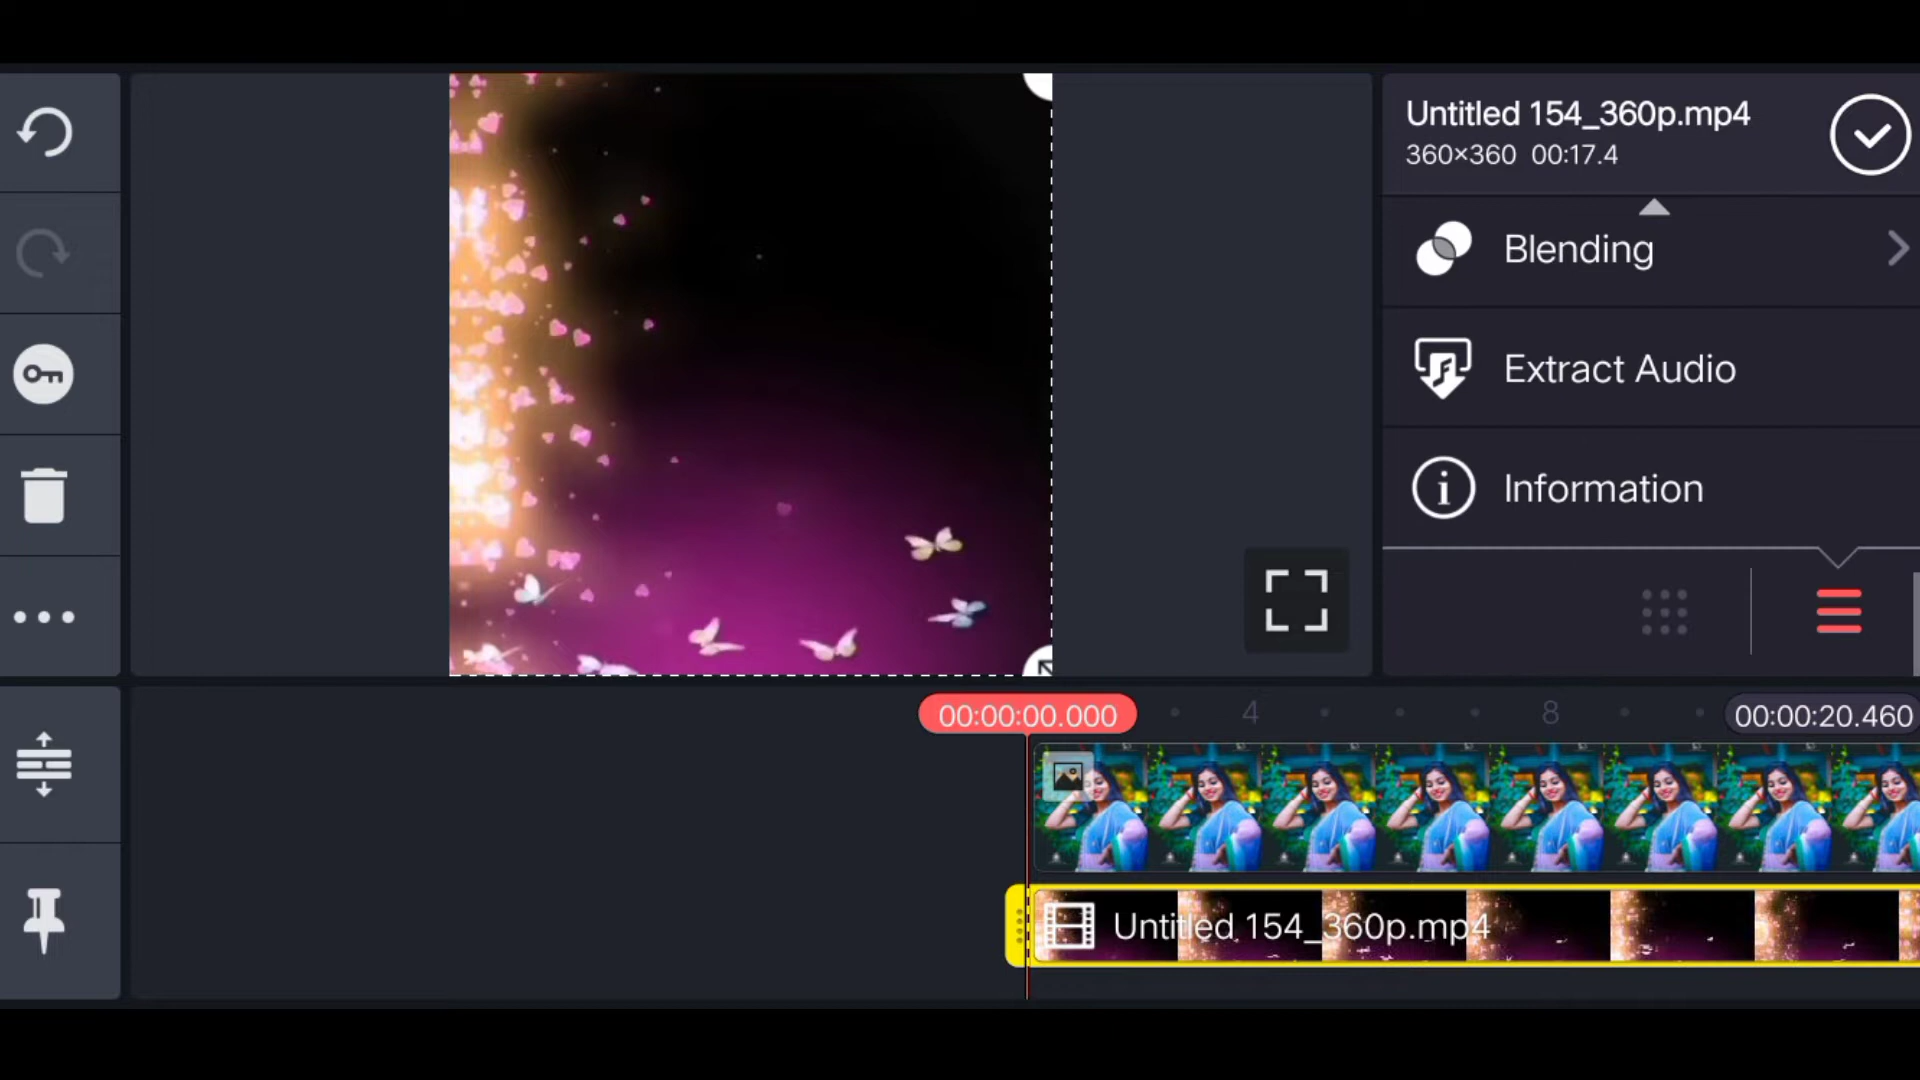 Untitled 154_360p.mp4
360×360 00:17.4
Blending
Extract Audio
Information
00:00:00.000
4
8
00:00:20.460
Untitled 154_360p.mp4